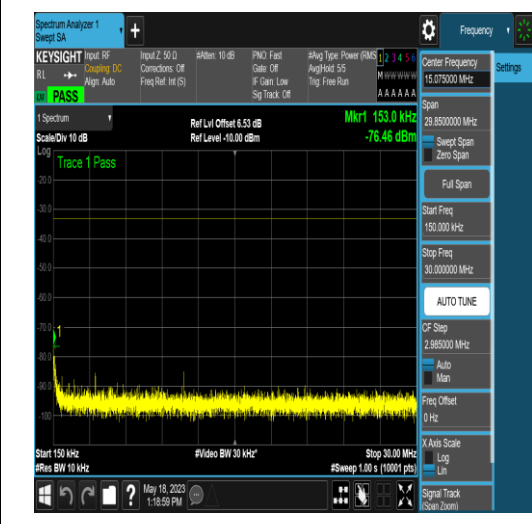 Spectrum Analyzer 1
Swept SA
Frequency
KEYSIGHT
RL
PASS
Input: RF
Coupling: DC
Align: Auto
Input Z: 50 Ω
Corrections: Off
Freq Ref: Int (S)
#Atten: 10 dB
PNO: Fast
Gate: Off
IF Gain: Low
Sig Track: Off
#Avg Type: Power (RMS
Avg|Hold: 5/5
Trig: Free Run
1 2 3 4 5 6
M W W W W W
A A A A A A
1 Spectrum
Scale/Div 10 dB
Ref Lvl Offset 6.53 dB
Ref Level -10.00 dBm
Mkr1 153.0 kHz
-76.46 dBm
Log
Trace 1 Pass
-20.0
-30.0
-40.0
-50.0
-60.0
-70.0
-80.0
-90.0
-100
1
Start 150 kHz
#Res BW 10 kHz
#Video BW 30 kHz*
Stop 30.00 MHz
#Sweep 1.00 s (10001 pts)
May 18, 2023
1:18:59 PM
Center Frequency
15.075000 MHz
Settings
Span
29.8500000 MHz
Swept Span
Zero Span
Full Span
Start Freq
150.000 kHz
Stop Freq
30.000000 MHz
AUTO TUNE
CF Step
2.985000 MHz
Auto
Man
Freq Offset
0 Hz
X Axis Scale
Log
Lin
Signal Track
(Span Zoom)